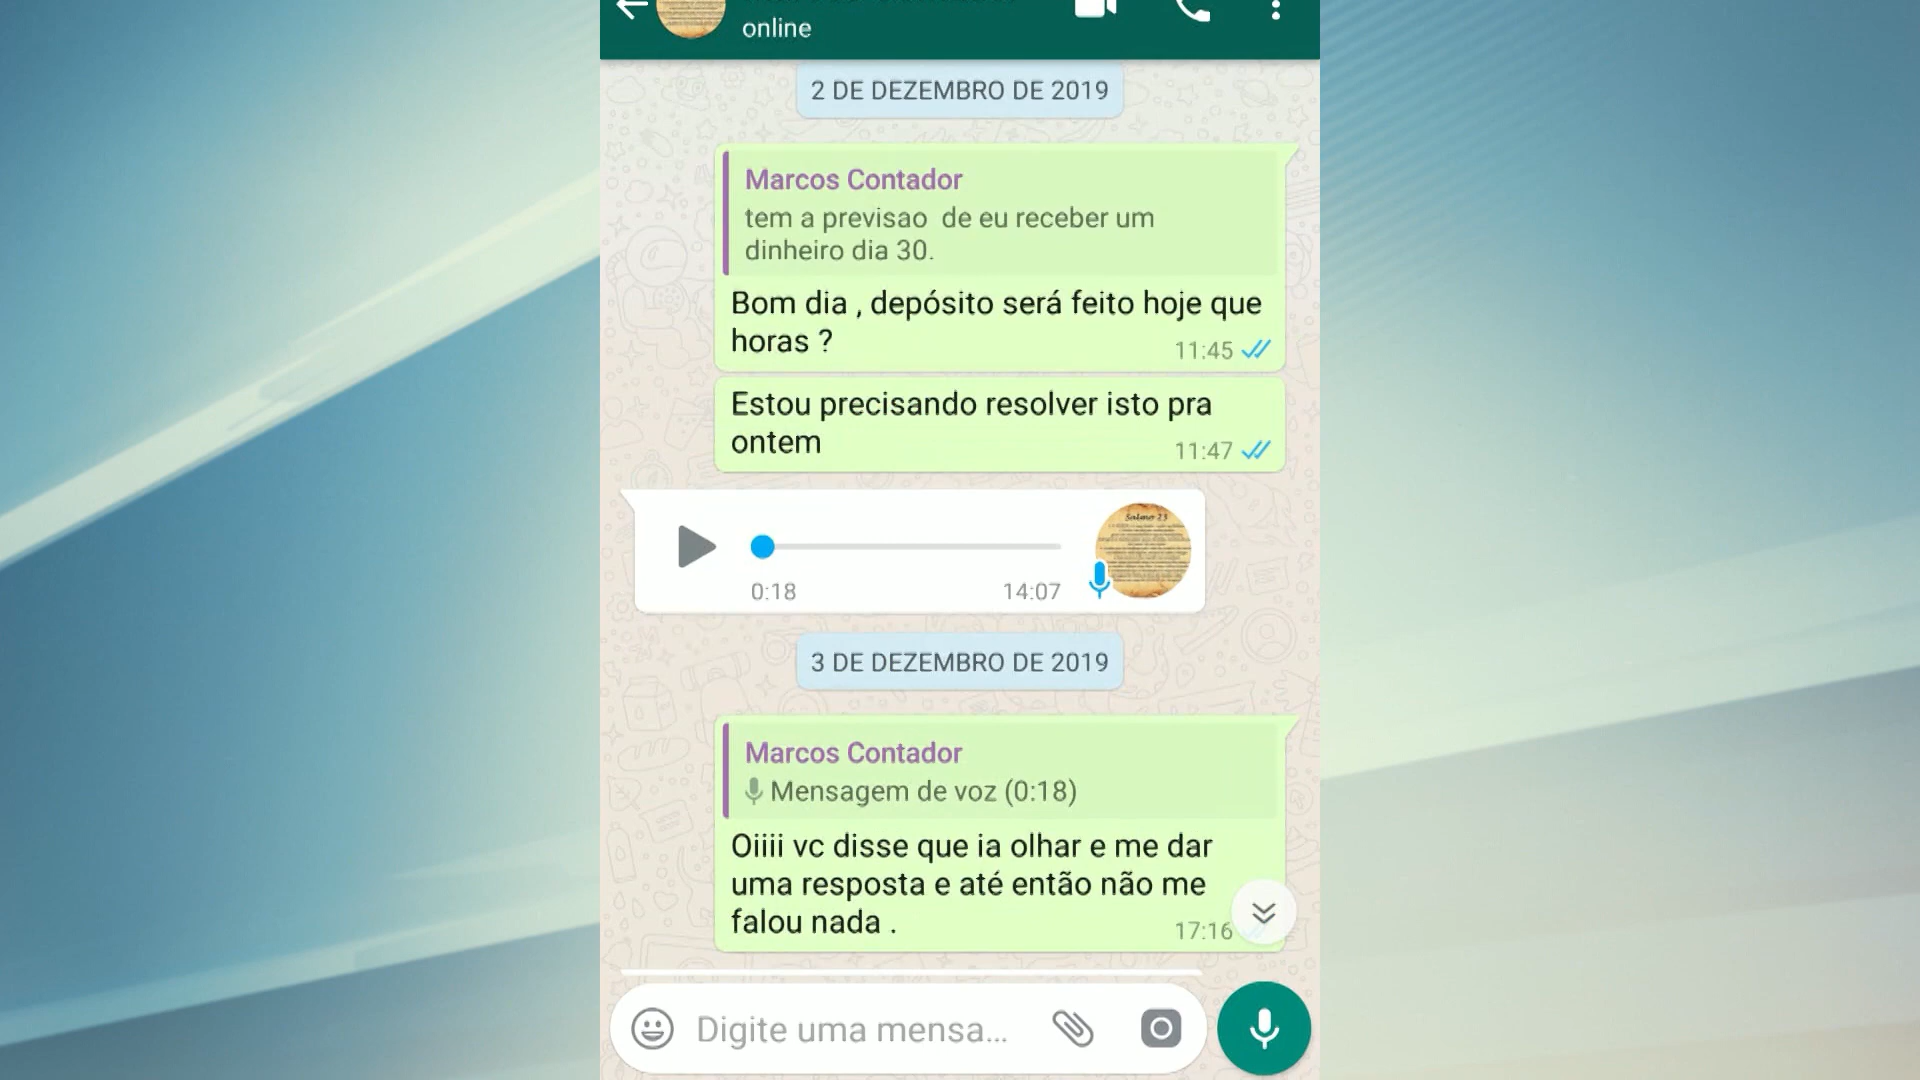 online
2 DE DEZEMBRO DE 2019
Marcos Contador
tem a previsao  de eu receber um
dinheiro dia 30.
Bom dia , depósito será feito hoje que
horas ?
11:45
Estou precisando resolver isto pra
ontem
11:47
0:18
14:07
Salmo 23
3 DE DEZEMBRO DE 2019
Marcos Contador
Mensagem de voz (0:18)
Oiiii vc disse que ia olhar e me dar
uma resposta e até então não me
falou nada .
17:16
Digite uma mensa...